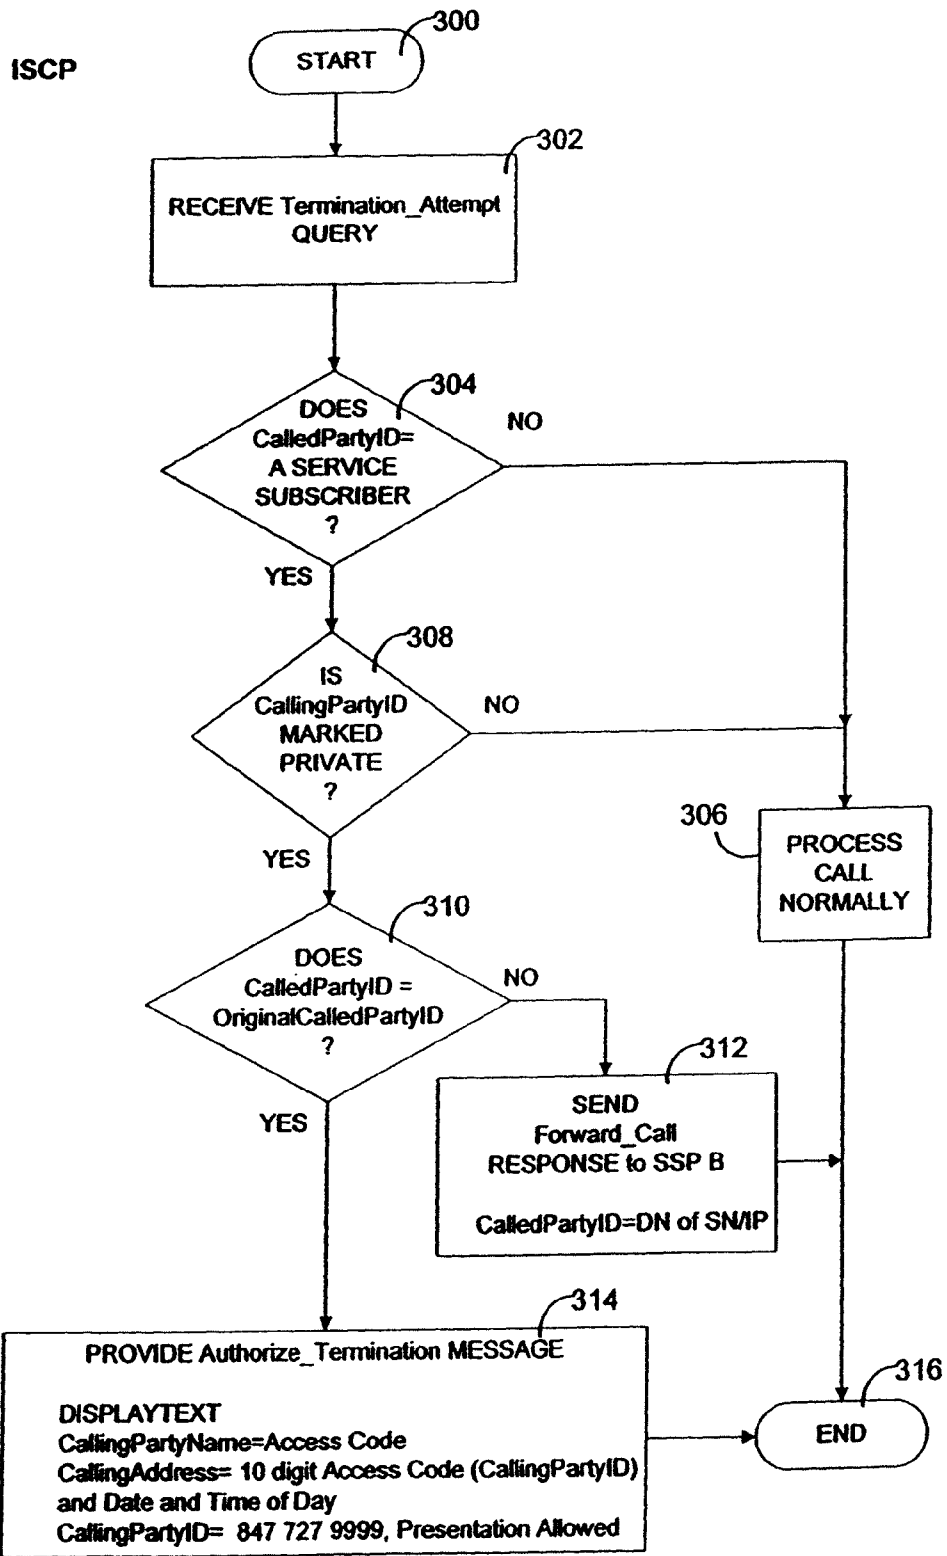 300
START
ISCP
302
RECEIVE Termination_Attempt
QUERY
304
DOES
CalledPartyID=
A SERVICE
SUBSCRIBER
?
NO
YES
308
IS
CallingPartyID
MARKED
PRIVATE
?
NO
YES
306
PROCESS
CALL
NORMALLY
310
DOES
CalledPartyID =
OriginalCalledPartyID
?
NO
YES
312
SEND
Forward_Call
RESPONSE to SSP B
CalledPartyID=DN of SN/IP
314
PROVIDE Authorize_Termination MESSAGE
DISPLAYTEXT
CallingPartyName=Access Code
CallingAddress= 10 digit Access Code (CallingPartyID)
and Date and Time of Day
CallingPartyID= 847 727 9999, Presentation Allowed
316
END